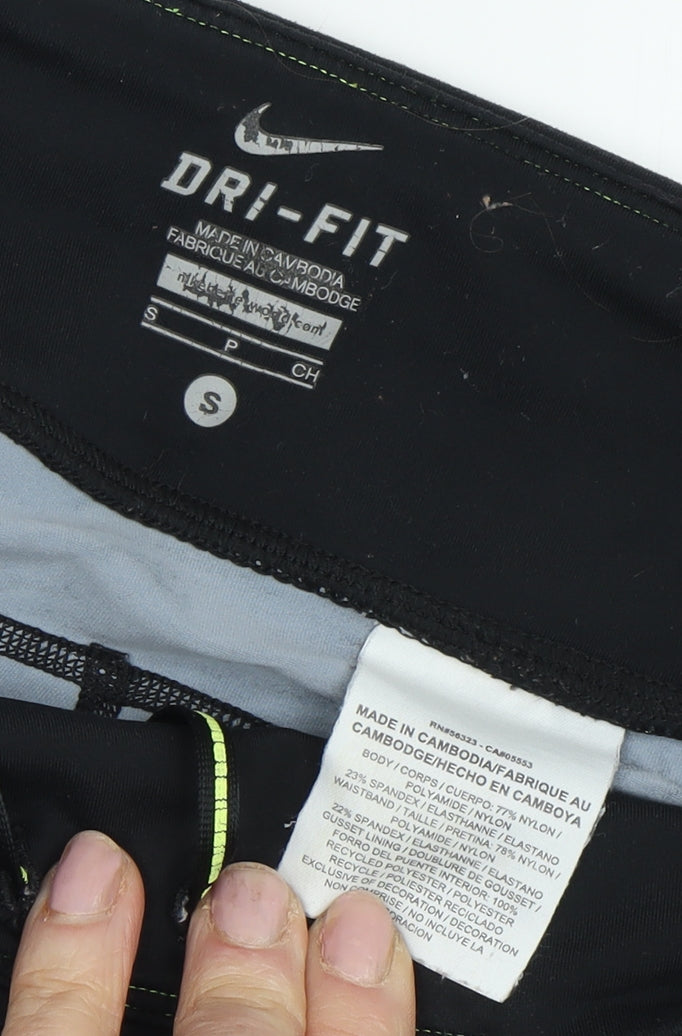 DRI-FIT
MADE IN CAMBODIA
FABRIQUE AU CAMBODGE
S
P
CH
S
RN#56323 - CA#05553
MADE IN CAMBODIA/FABRIQUE AU
CAMBODGE/HECHO EN CAMBOYA
BODY / CORPS / CUERPO: 77% NYLON /
POLYAMIDE / NYLON
23% SPANDEX / ELASTHANNE / ELASTANO
WAISTBAND / TAILLE / PRETINA: 78% NYLON /
POLYAMIDE / NYLON
22% SPANDEX / ELASTHANNE / ELASTANO
GUSSET LINING / DOUBLURE DE GOUSSET /
FORRO DEL PUENTE INTERIOR: 100%
RECYCLED POLYESTER / POLYESTER
RECYCLE / POLIESTER RECICLADO
EXCLUSIVE OF DECORATION / DECORATION
NON COMPRISE / NO INCLUYE LA